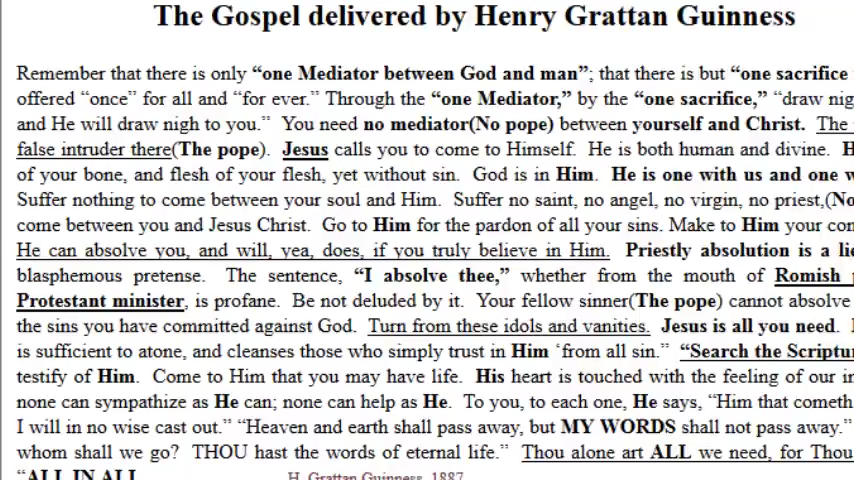 The Gospel delivered by Henry Grattan Guinness
Remember that there is only “one Mediator between God and man”; that there is but “one sacrifice
offered “once” for all and “for ever.” Through the “one Mediator,” by the “one sacrifice,” “draw nig
and He will draw nigh to you.” You need no mediator(No pope) between yourself and Christ. The
false intruder there(The pope). Jesus calls you to come to Himself. He is both human and divine. H
of your bone, and flesh of your flesh, yet without sin. God is in Him. He is one with us and one w
Suffer nothing to come between your soul and Him. Suffer no saint, no angel, no virgin, no priest,(No
come between you and Jesus Christ. Go to Him for the pardon of all your sins. Make to Him your con
He can absolve you, and will, yea, does, if you truly believe in Him. Priestly absolution is a lie
blasphemous pretense. The sentence, “I absolve thee,” whether from the mouth of Romish
Protestant minister, is profane. Be not deluded by it. Your fellow sinner(The pope) cannot absolve
the sins you have committed against God. Turn from these idols and vanities. Jesus is all you need.
is sufficient to atone, and cleanses those who simply trust in Him ‘from all sin.” “Search the Scriptur
testify of Him. Come to Him that you may have life. His heart is touched with the feeling of our in
none can sympathize as He can; none can help as He. To you, to each one, He says, “Him that cometh
I will in no wise cast out.” “Heaven and earth shall pass away, but MY WORDS shall not pass away.”
whom shall we go? THOU hast the words of eternal life.” Thou alone art ALL we need, for Thou
“ALL IN ALL H. Grattan Guinness, 1887